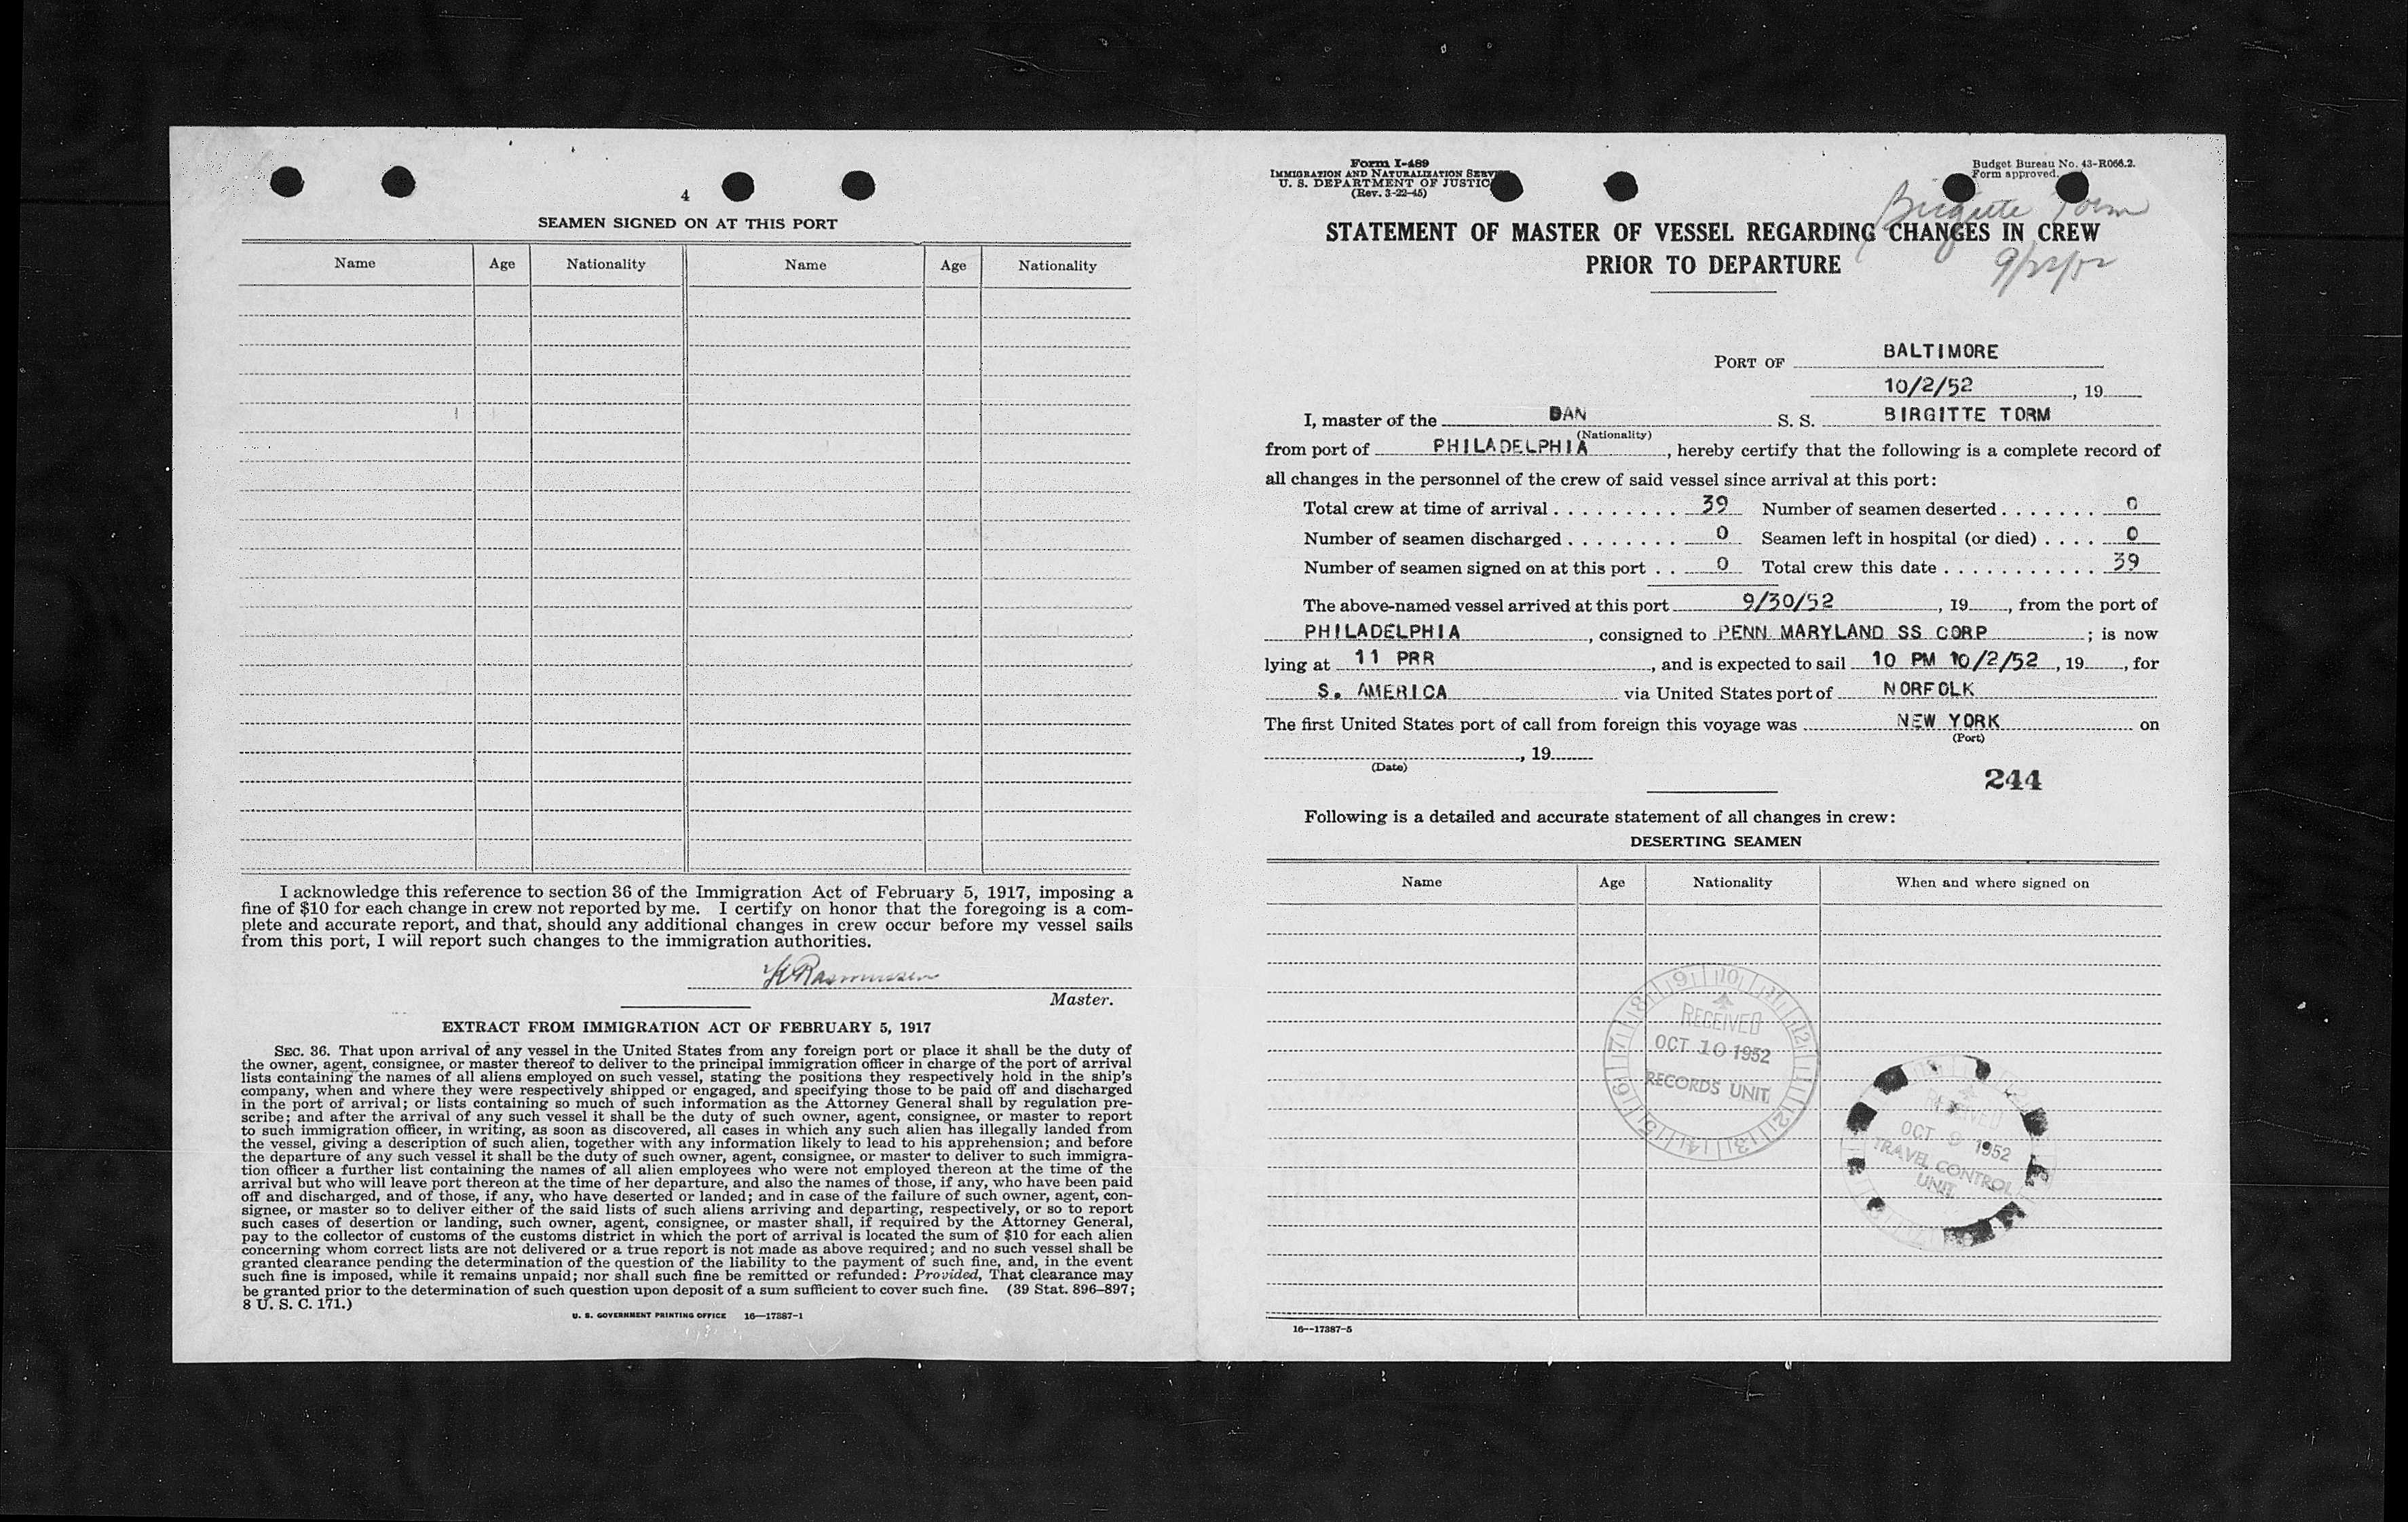 4
SEAMEN SIGNED ON AT THIS PORT
Name Age Nationality Name Age Nationality
I acknowledge this reference to section 36 of the Immigration Act of February 5, 1917, imposing a
fine of $10 for each change in crew not reported by me. I certify on honor that the foregoing is a com-
plete and accurate report, and that, should any additional changes in crew occur before my vessel sails
from this port, I will report such changes to the immigration authorities.
Rasmussen
Master.
EXTRACT FROM IMMIGRATION ACT OF FEBRUARY 5, 1917
SEC. 36. That upon arrival of any vessel in the United States from any foreign port or place it shall be the duty of
the owner, agent, consignee, or master thereof to deliver to the principal immigration officer in charge of the port of arrival
lists containing the names of all aliens employed on such vessel, stating the positions they respectively hold in the ship's
company, when and where they were respectively shipped or engaged, and specifying those to be paid off and discharged
in the port of arrival; or lists containing so much of such information as the Attorney General shall by regulation pre-
scribe; and after the arrival of any such vessel it shall be the duty of such owner, agent, consignee, or master to report
to such immigration officer, in writing, as soon as discovered, all cases in which any such alien has illegally landed from
the vessel, giving a description of such alien, together with any information likely to lead to his apprehension; and before
the departure of any such vessel it shall be the duty of such owner, agent, consignee, or master to deliver to such immigra-
tion officer a further list containing the names of all alien employees who were not employed thereon at the time of the
arrival but who will leave port thereon at the time of her departure, and also the names of those, if any, who have been paid
off and discharged, and of those, if any, who have deserted or landed; and in case of the failure of such owner, agent, con-
signee, or master so to deliver either of the said lists of such aliens arriving and departing, respectively, or so to report
such cases of desertion or landing, such owner, agent, consignee, or master shall, if required by the Attorney General,
pay to the collector of customs of the customs district in which the port of arrival is located the sum of $10 for each alien
concerning whom correct lists are not delivered or a true report is not made as above required; and no such vessel shall be
granted clearance pending the determination of the question of the liability to the payment of such fine, and, in the event
such fine is imposed, while it remains unpaid; nor shall such fine be remitted or refunded: Provided, That clearance may
be granted prior to the determination of such question upon deposit of a sum sufficient to cover such fine. (39 Stat. 896–897;
8 U. S. C. 171.)
U. S. GOVERNMENT PRINTING OFFICE 16—17387-1
Form I-489
IMMIGRATION AND NATURALIZATION
U. S. DEPARTMENT OF
(Rev. 3-22-45)
Budget Bureau No. 43-R066.2.
Form approved.
Birgitte Torm
STATEMENT OF MASTER OF VESSEL REGARDING CHANGES IN CREW
PRIOR TO DEPARTURE
PORT OF BALTIMORE
10/2/52, 19
I, master of the DAN S. S. BIRGITTE TORM
(Nationality)
from port of PHILADELPHIA, hereby certify that the following is a complete record of
all changes in the personnel of the crew of said vessel since arrival at this port:
Total crew at time of arrival 39 Number of seamen deserted 0
Number of seamen discharged 0 Seamen left in hospital (or died) 0
Number of seamen signed on at this port 0 Total crew this date 39
The above-named vessel arrived at this port 9/30/52, 19, from the port of
PHILADELPHIA, consigned to PENN MARYLAND SS CORP; is now
lying at 11 PRR, and is expected to sail 10 PM 10/2/52, 19, for
S. AMERICA via United States port of NORFOLK
The first United States port of call from foreign this voyage was NEW YORK on
(Port)
, 19
(Date)
244
Following is a detailed and accurate statement of all changes in crew:
DESERTING SEAMEN
Name Age Nationality When and where signed on
RECEIVED
OCT 10 1952
RECORDS UNIT
RECEIVED
OCT 9 1952
TRAVEL CONTROL
UNIT
16—17387-5